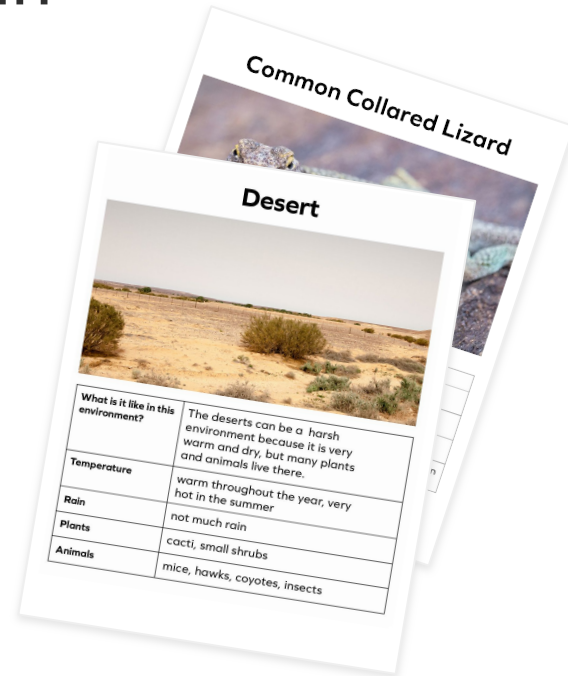 Common Collared Lizard
Desert
What is it like in this
environment?
The deserts can be a harsh
environment because it is very
warm and dry, but many plants
and animals live there.
Temperature
warm throughout the year, very
hot in the summer
Rain
not much rain
Plants
cacti, small shrubs
Animals
mice, hawks, coyotes, insects